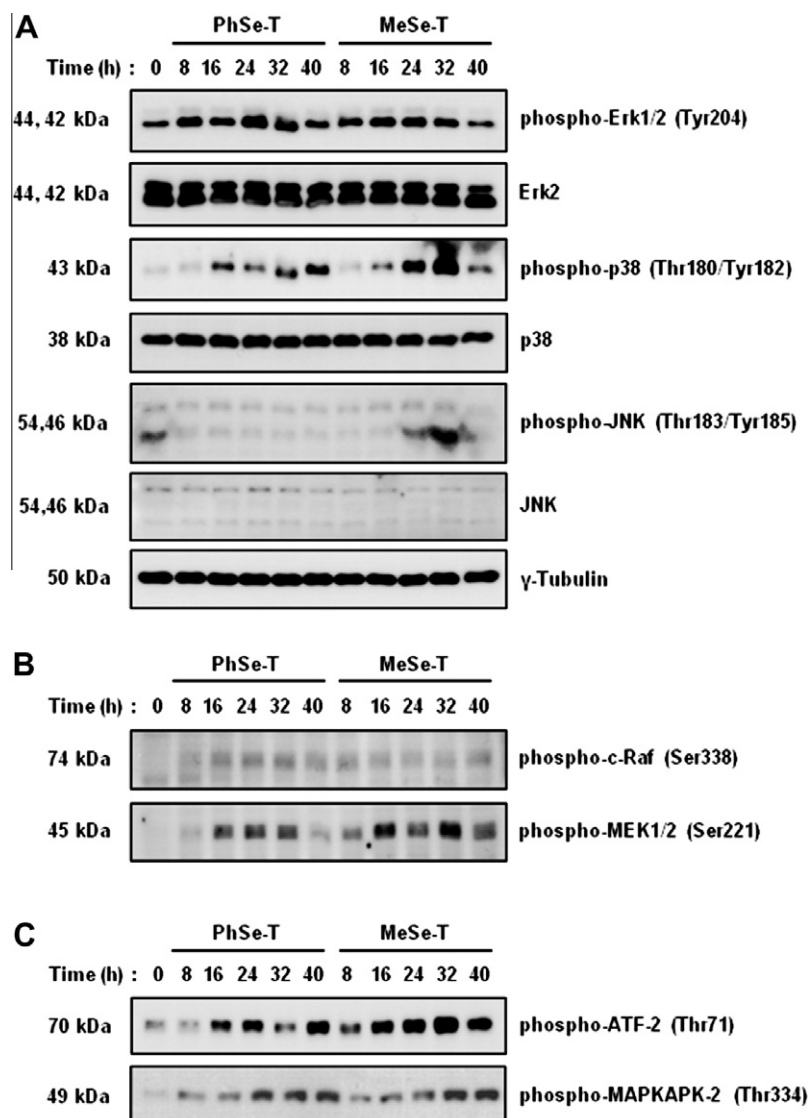 A
PhSe-T MeSe-T
Time (h) : 0 8 16 24 32 40 8 16 24 32 40
44, 42 kDa phospho-Erk1/2 (Tyr204)
44, 42 kDa Erk2
43 kDa phospho-p38 (Thr180/Tyr182)
38 kDa p38
54,46 kDa phospho-JNK (Thr183/Tyr185)
54,46 kDa JNK
50 kDa γ-Tubulin
B
PhSe-T MeSe-T
Time (h) : 0 8 16 24 32 40 8 16 24 32 40
74 kDa phospho-c-Raf (Ser338)
45 kDa phospho-MEK1/2 (Ser221)
C
PhSe-T MeSe-T
Time (h) : 0 8 16 24 32 40 8 16 24 32 40
70 kDa phospho-ATF-2 (Thr71)
49 kDa phospho-MAPKAPK-2 (Thr334)